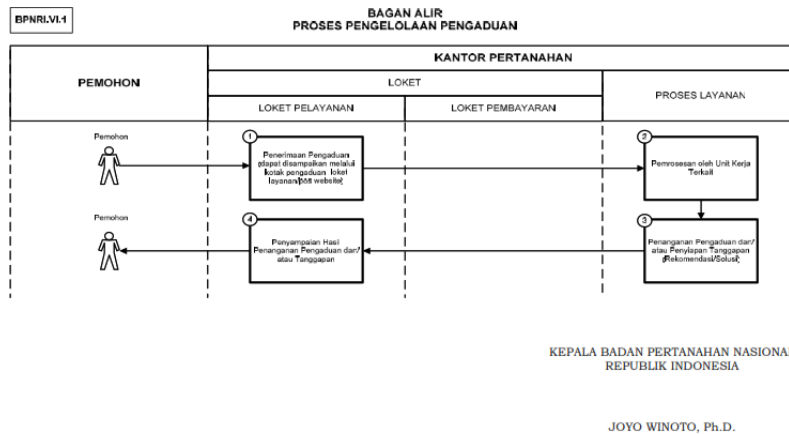 BPNRI.VI.1
BAGAN ALIR
PROSES PENGELOLAAN PENGADUAN
PEMOHON
KANTOR PERTANAHAN
LOKET
PROSES LAYANAN
LOKET PELAYANAN
LOKET PEMBAYARAN
Pemohon
1
Penerimaan Pengaduan
(dapat disampaikan melalui
kotak pengaduan loket
layanan/pos website)
2
Pemrosesan oleh Unit Kerja
Terkait
Pemohon
4
Penyampaian Hasil
Penanganan Pengaduan dan/
atau Tanggapan
3
Penanganan Pengaduan dan/
atau Penyiapan Tanggapan
(Rekomendasi/Solusi)
KEPALA BADAN PERTANAHAN NASIONAL
REPUBLIK INDONESIA
JOYO WINOTO, Ph.D.